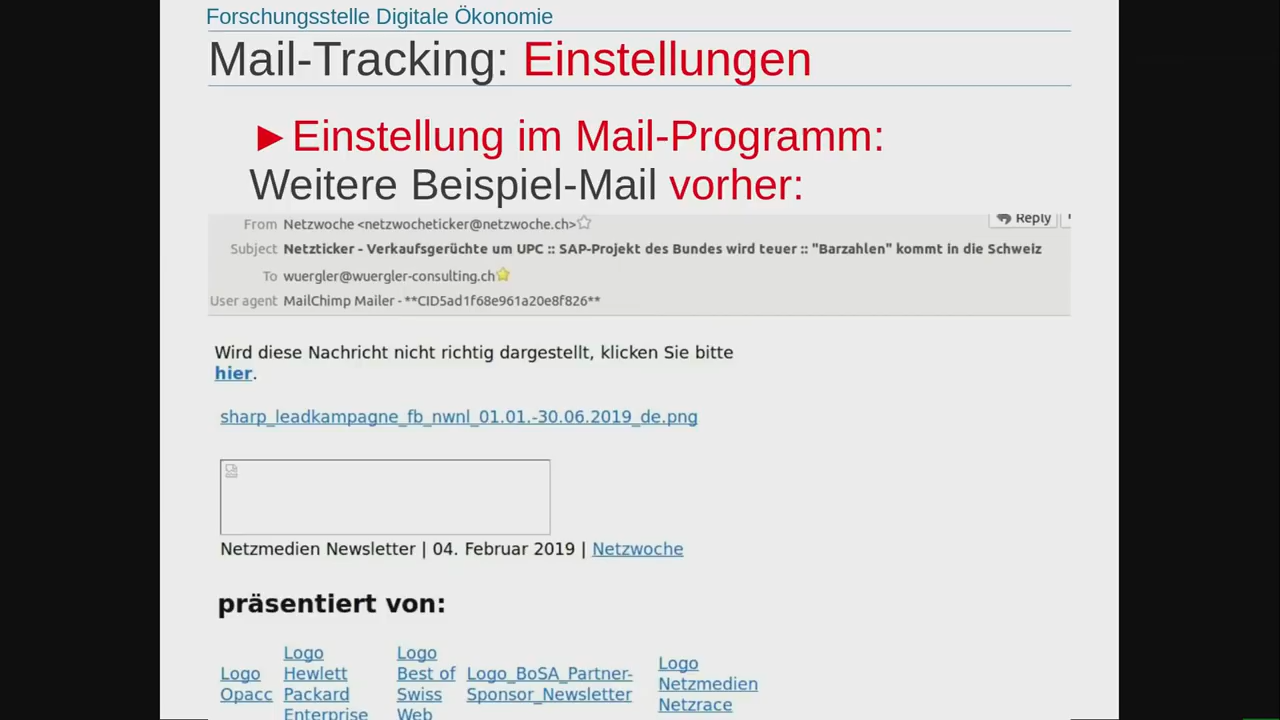 Forschungsstelle Digitale Ökonomie
Mail-Tracking: Einstellungen
►Einstellung im Mail-Programm:
Weitere Beispiel-Mail vorher:
From Netzwoche <netzwocheticker@netzwoche.ch>
Reply
Subject Netzticker - Verkaufsgerüchte um UPC :: SAP-Projekt des Bundes wird teuer :: "Barzahlen" kommt in die Schweiz
To wuergler@wuergler-consulting.ch
User agent MailChimp Mailer - **CID5ad1f68e961a20e8f826**
Wird diese Nachricht nicht richtig dargestellt, klicken Sie bitte
hier.
sharp_leadkampagne_fb_nwnl_01.01.-30.06.2019_de.png
Netzmedien Newsletter | 04. Februar 2019 | Netzwoche
präsentiert von:
Logo
Opacc
Logo
Hewlett
Packard
Enterprise
Logo
Best of
Swiss
Web
Logo_BoSA_Partner-
Sponsor_Newsletter
Logo
Netzmedien
Netzrace